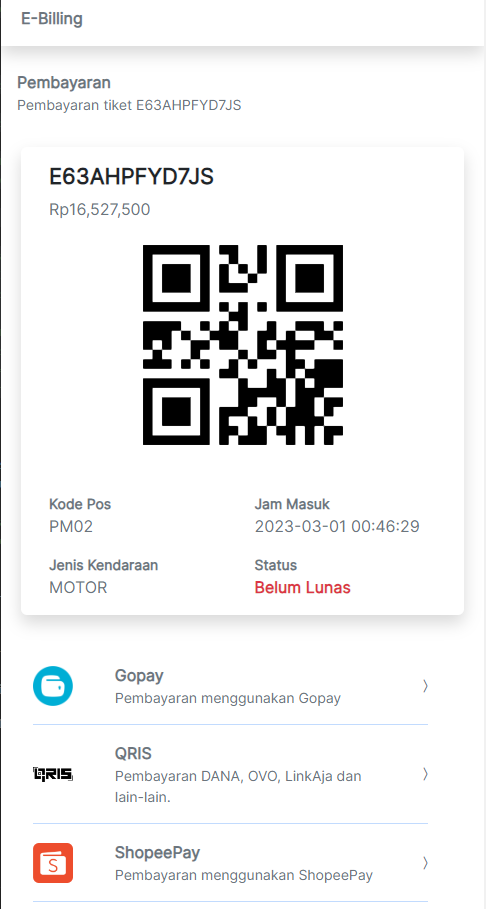 E-Billing
Pembayaran
Pembayaran tiket E63AHPFYD7JS
E63AHPFYD7JS
Rp16,527,500
Kode Pos
PM02
Jam Masuk
2023-03-01 00:46:29
Jenis Kendaraan
MOTOR
Status
Belum Lunas
Gopay
Pembayaran menggunakan Gopay
QRIS
QRIS
Pembayaran DANA, OVO, LinkAja dan
lain-lain.
S
ShopeePay
Pembayaran menggunakan ShopeePay